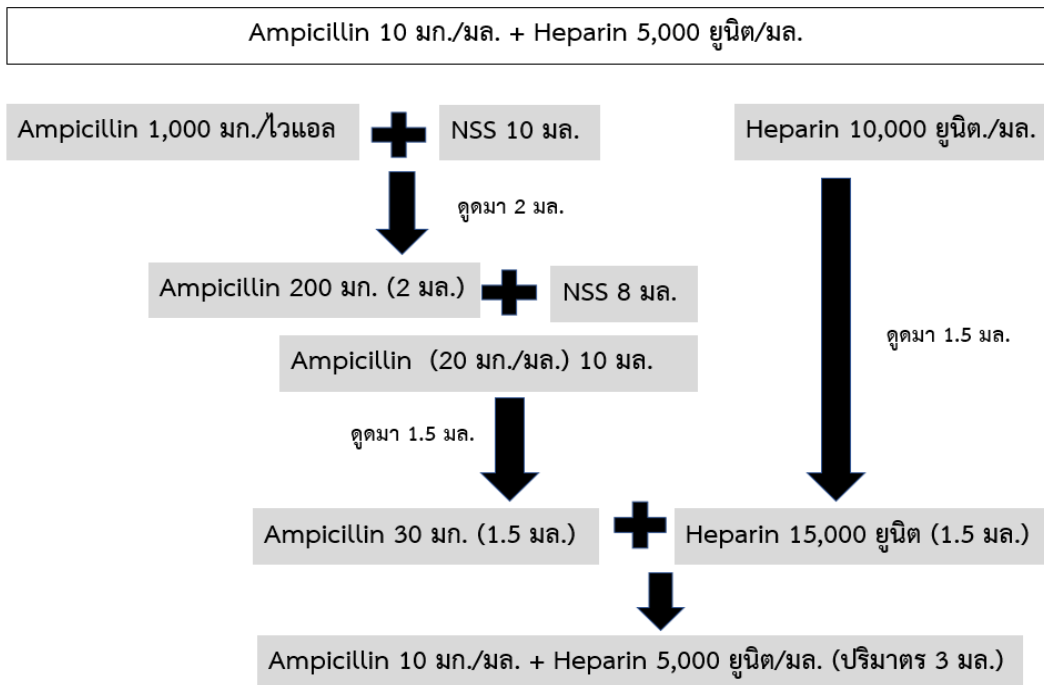 Ampicillin 10 มก./มล. + Heparin 5,000 ยูนิต/มล.
Ampicillin 1,000 มก./ไวแอล
NSS 10 มล.
Heparin 10,000 ยูนิต./มล.
ดูดมา 2 มล.
Ampicillin 200 มก. (2 มล.)
NSS 8 มล.
ดูดมา 1.5 มล.
Ampicillin (20 มก./มล.) 10 มล.
ดูดมา 1.5 มล.
Ampicillin 30 มก. (1.5 มล.)
Heparin 15,000 ยูนิต (1.5 มล.)
Ampicillin 10 มก./มล. + Heparin 5,000 ยูนิต/มล. (ปริมาตร 3 มล.)